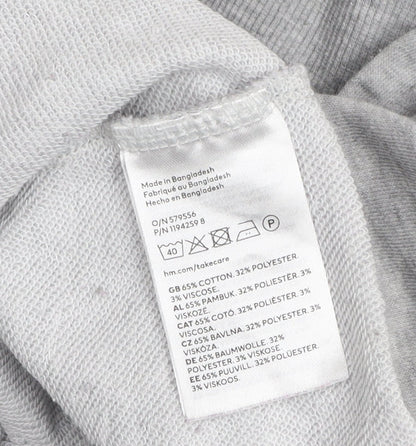 Made in Bangladesh
Fabriqué au Bangladesh
Hecho en Bangladesh
O/N 579556
P/N 1194259 8
40 P
hm.com/takecare
GB 65% COTTON. 32% POLYESTER.
3% VISCOSE.
AL 65% PAMBUK. 32% POLIESTËR. 3%
VISKOZË.
CAT 65% COTÓ. 32% POLIÈSTER. 3%
VISCOSA.
CZ 65% BAVLNA. 32% POLYESTER. 3%
VISKÓZA.
DE 65% BAUMWOLLE. 32%
POLYESTER. 3% VISKOSE.
EE 65% PUUVILL. 32% POLÜESTER.
3% VISKOOS.